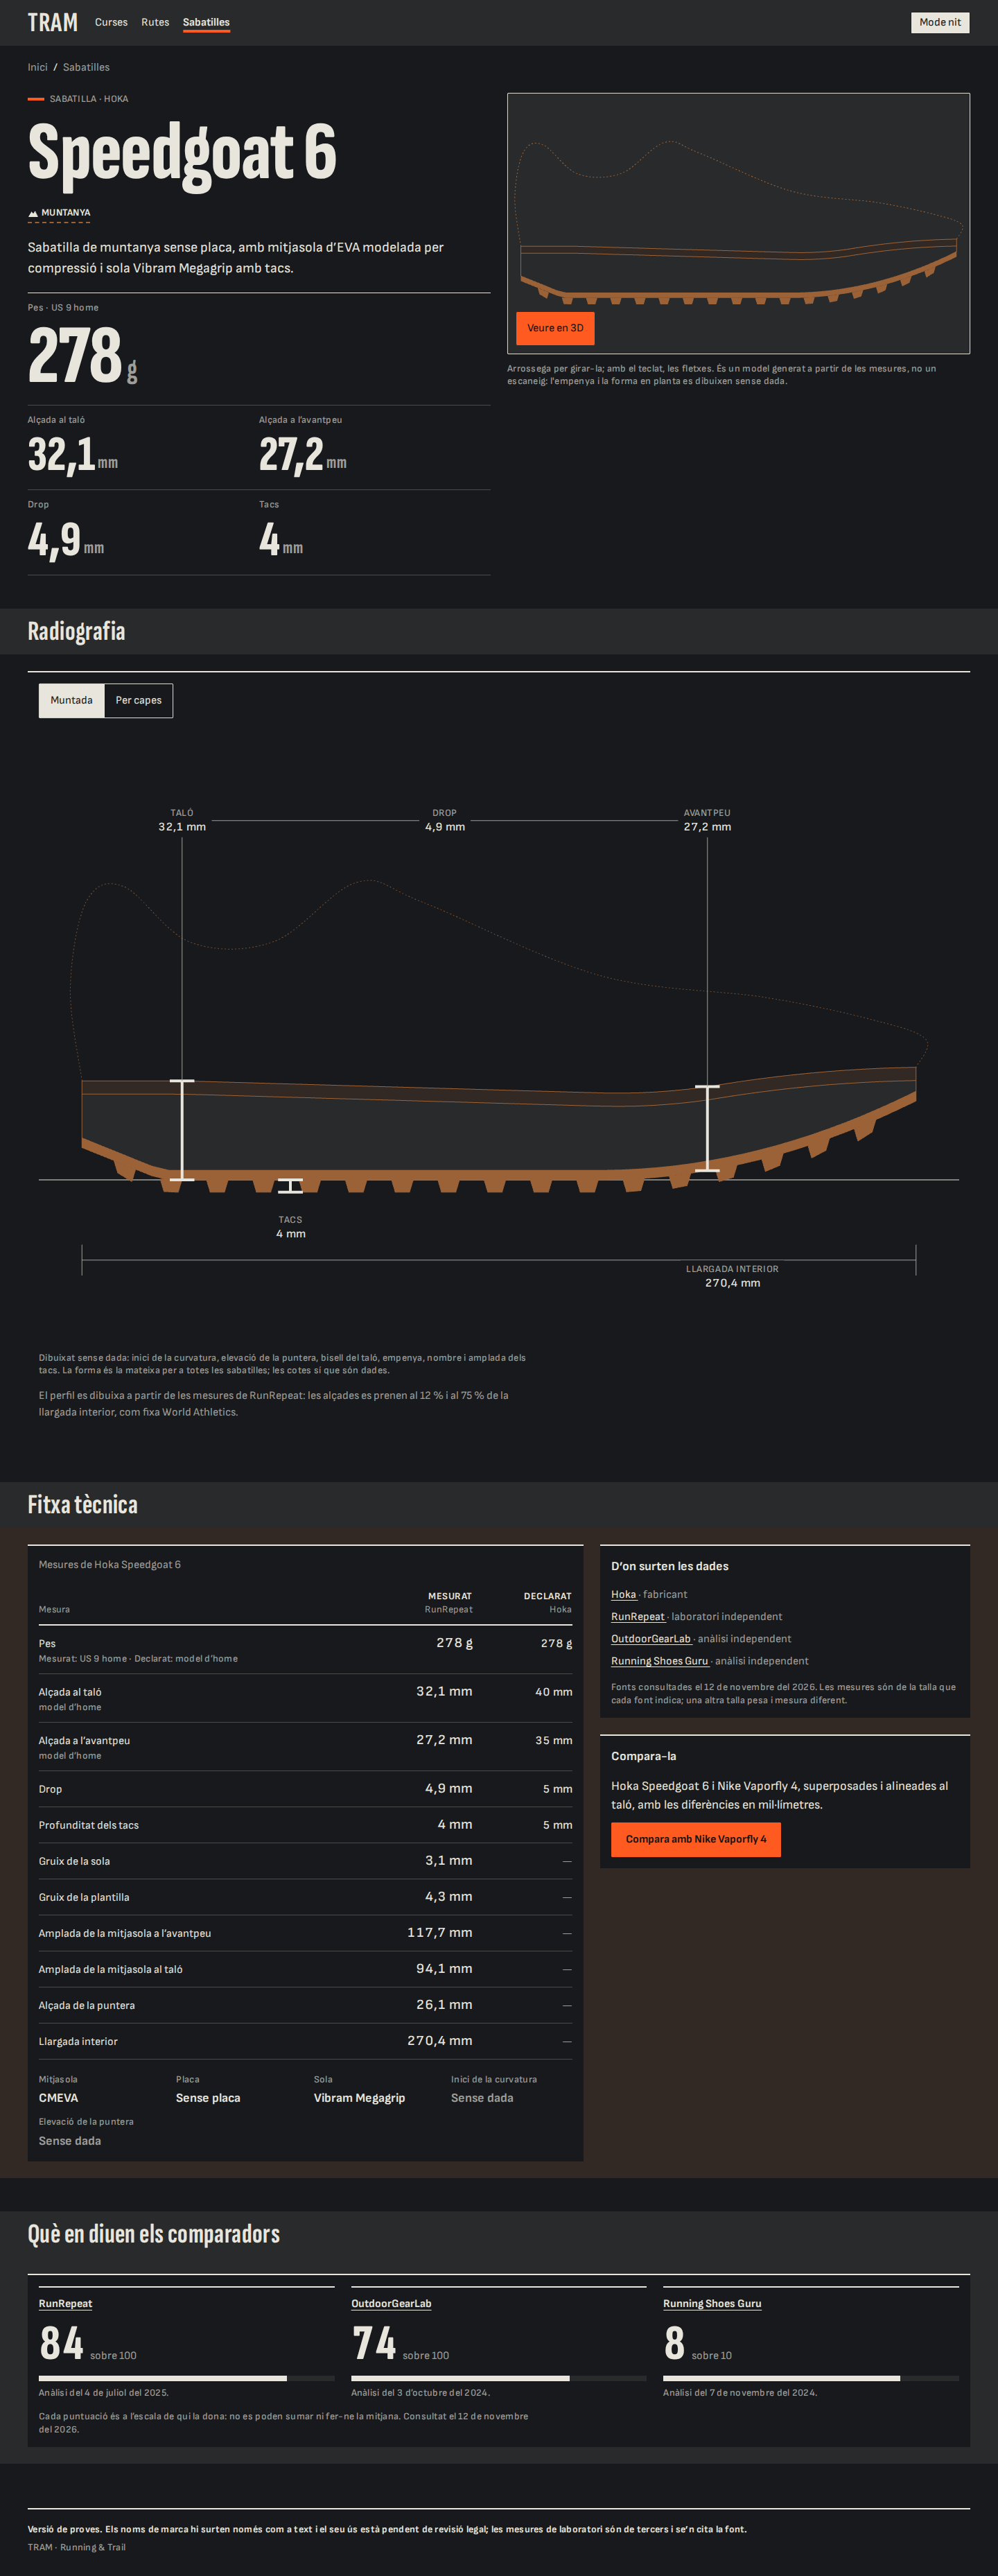 TRAM
Curses Rutes Sabatilles
Mode nit
Inici / Sabatilles
SABATILLA · HOKA
Speedgoat 6
MUNTANYA
Sabatilla de muntanya sense placa, amb mitjasola d’EVA modelada per
compressió i sola Vibram Megagrip amb tacs.
Pes · US 9 home
278 g
Alçada al taló
32,1 mm
Alçada a l’avantpeu
27,2 mm
Drop
4,9 mm
Tacs
4 mm
Veure en 3D
Arrossega per girar-la; amb el teclat, les fletxes. És un model generat a partir de les mesures, no un
escaneig: l’empenya i la forma en planta es dibuixen sense dada.
Radiografia
Muntada Per capes
TALÓ
32,1 mm
DROP
4,9 mm
AVANTPEU
27,2 mm
TACS
4 mm
LLARGADA INTERIOR
270,4 mm
Dibuixat sense dada: inici de la curvatura, elevació de la puntera, bisell del taló, empenya, nombre i amplada dels
tacs. La forma és la mateixa per a totes les sabatilles; les cotes sí que són dades.
El perfil es dibuixa a partir de les mesures de RunRepeat: les alçades es prenen al 12 % i al 75 % de la
llargada interior, com fixa World Athletics.
Fitxa tècnica
Mesures de Hoka Speedgoat 6
Mesura
MESURAT
RunRepeat
DECLARAT
Hoka
Pes 278 g 278 g
Mesurat: US 9 home · Declarat: model d’home
Alçada al taló 32,1 mm 40 mm
model d’home
Alçada a l’avantpeu 27,2 mm 35 mm
model d’home
Drop 4,9 mm 5 mm
Profunditat dels tacs 4 mm 5 mm
Gruix de la sola 3,1 mm —
Gruix de la plantilla 4,3 mm —
Amplada de la mitjasola a l’avantpeu 117,7 mm —
Amplada de la mitjasola al taló 94,1 mm —
Alçada de la puntera 26,1 mm —
Llargada interior 270,4 mm —
Mitjasola
CMEVA
Placa
Sense placa
Sola
Vibram Megagrip
Inici de la curvatura
Sense dada
Elevació de la puntera
Sense dada
D’on surten les dades
Hoka · fabricant
RunRepeat · laboratori independent
OutdoorGearLab · anàlisi independent
Running Shoes Guru · anàlisi independent
Fonts consultades el 12 de novembre del 2026. Les mesures són de la talla que
cada font indica; una altra talla pesa i mesura diferent.
Compara-la
Hoka Speedgoat 6 i Nike Vaporfly 4, superposades i alineades al
taló, amb les diferències en mil·límetres.
Compara amb Nike Vaporfly 4
Què en diuen els comparadors
RunRepeat
84 sobre 100
Anàlisi del 4 de juliol del 2025.
OutdoorGearLab
74 sobre 100
Anàlisi del 3 d’octubre del 2024.
Running Shoes Guru
8 sobre 10
Anàlisi del 7 de novembre del 2024.
Cada puntuació és a l’escala de qui la dona: no es poden sumar ni fer-ne la mitjana. Consultat el 12 de novembre
del 2026.
Versió de proves. Els noms de marca hi surten només com a text i el seu ús està pendent de revisió legal; les mesures de laboratori són de tercers i se’n cita la font.
TRAM · Running & Trail